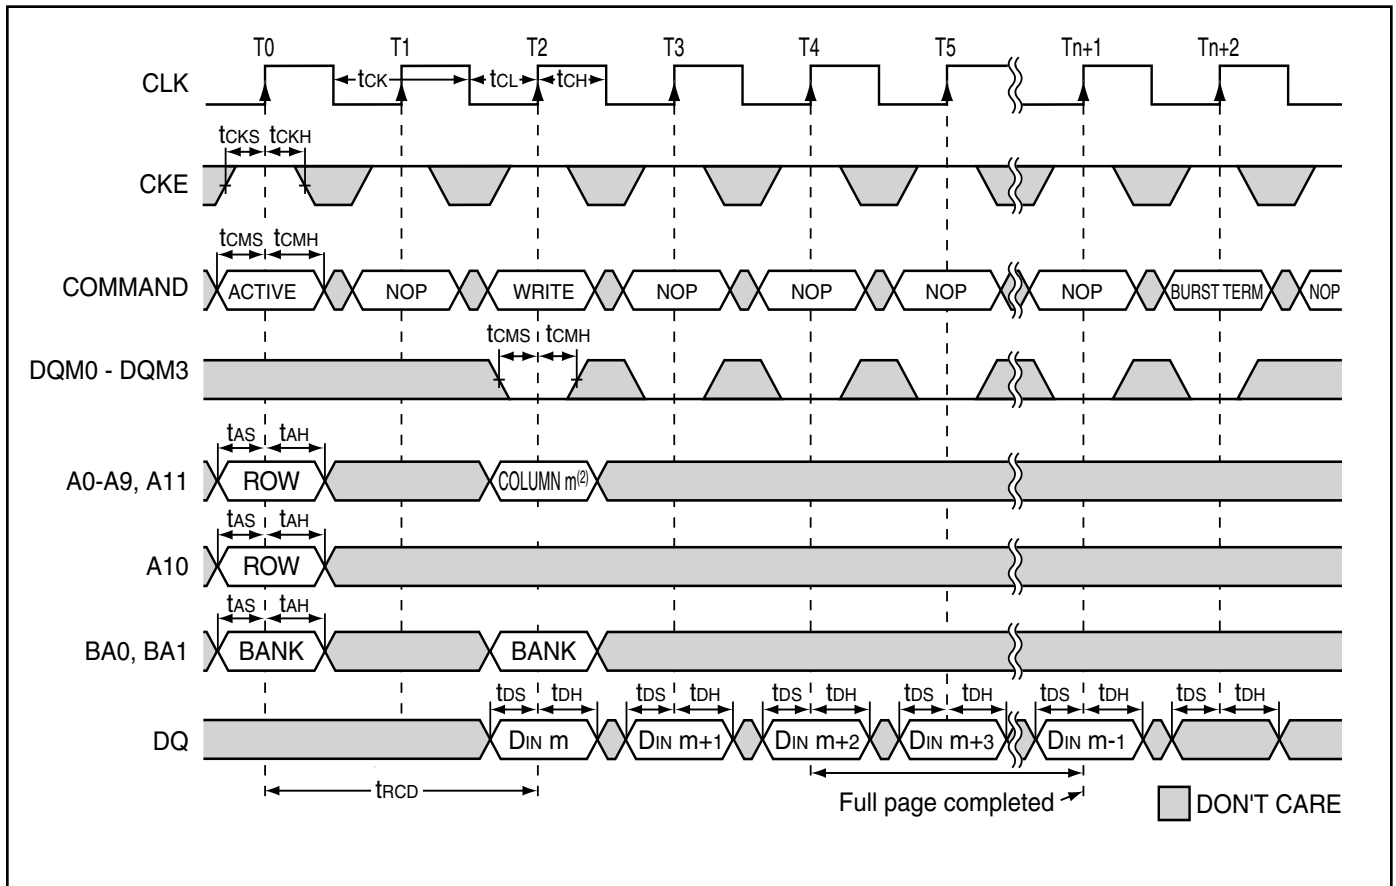 T0 T1 T2 T3 T4 T5 Tn+1 Tn+2
CLK tCK tCL tCH
tCKS tCKH
CKE
tCMS tCMH
COMMAND ACTIVE NOP WRITE NOP NOP NOP NOP BURST TERM NOP
tCMS tCMH
DQM0 - DQM3
tAS tAH
A0-A9, A11 ROW COLUMN m(2)
tAS tAH
A10 ROW
tAS tAH
BA0, BA1 BANK BANK
tDS tDH tDS tDH tDS tDH tDS tDH tDS tDH tDS tDH
DQ DIN m DIN m+1 DIN m+2 DIN m+3 DIN m-1
tRCD
Full page completed
DON'T CARE